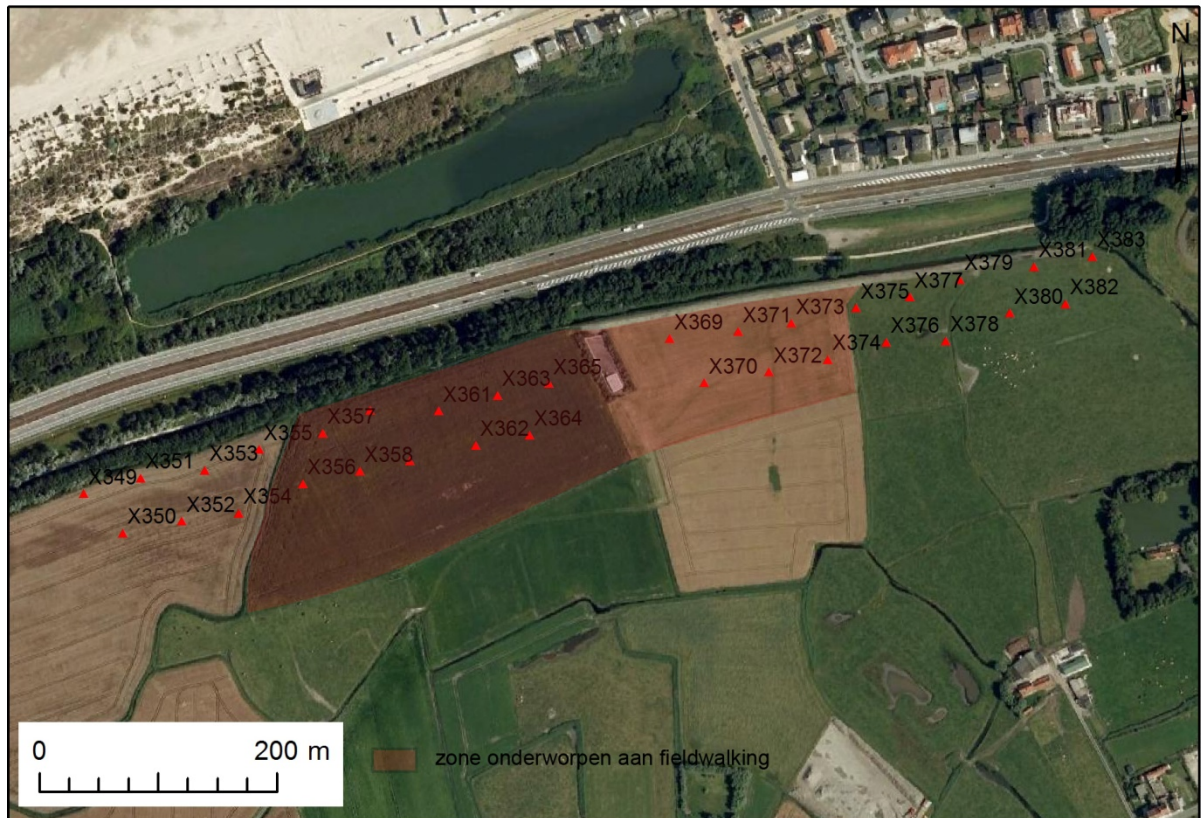 N
X383
X381
X379
X377
X382
X380
X375
X373
X371
X376
X378
X369
X374
X372
X370
X365
X363
X361
X364
X357
X362
X355
X358
X353
X356
X351
X349
X354
X352
X350
0 200 m
zone onderworpen aan fieldwalking